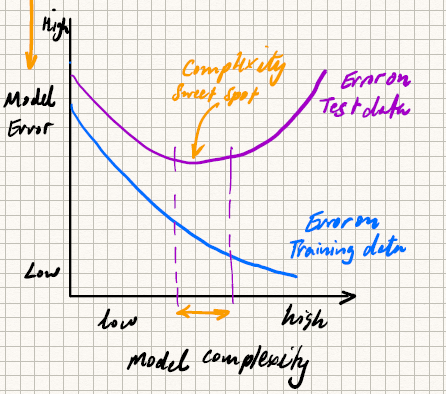 High
Complexity
Sweet Spot
Error on
Test data
Model
Error
Error on
Training data
Low
low
high
Model complexity